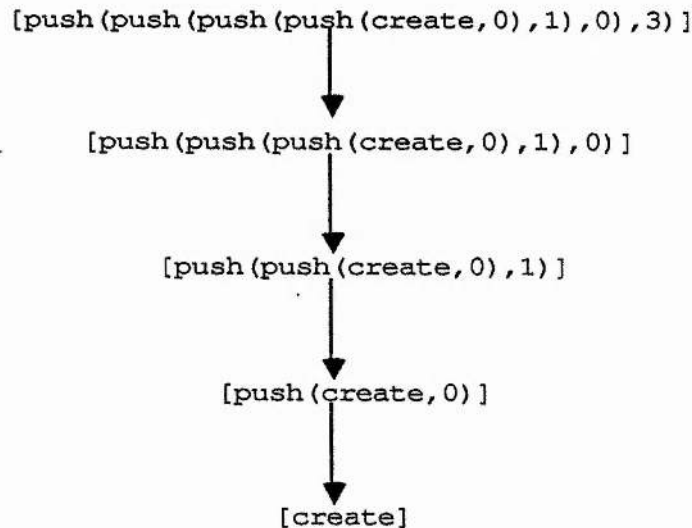 [push(push(push(push(create,0),1),0),3)]
[push(push(push(create,0),1),0)]
[push(push(create,0),1)]
[push(create,0)]
[create]